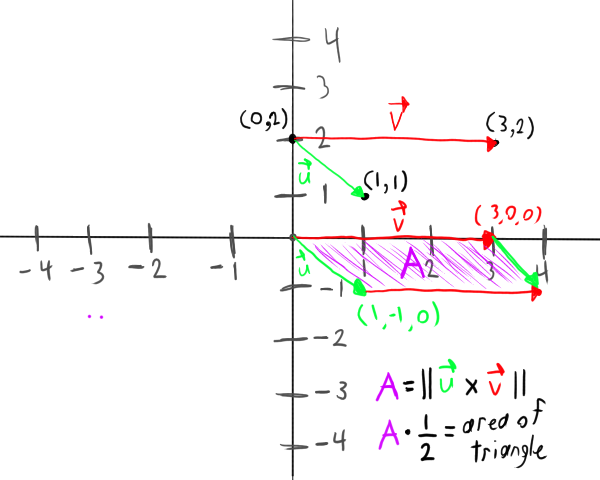 4
3
(0,2)
2
v
(3,2)
u
1
(1,1)
v
(3,0,0)
-4 -3 -2 -1 1 2 3 4
u
A
-1
(1,-1,0)
-2
A = || u x v ||
-3
A · 1/2 = area of
triangle
-4